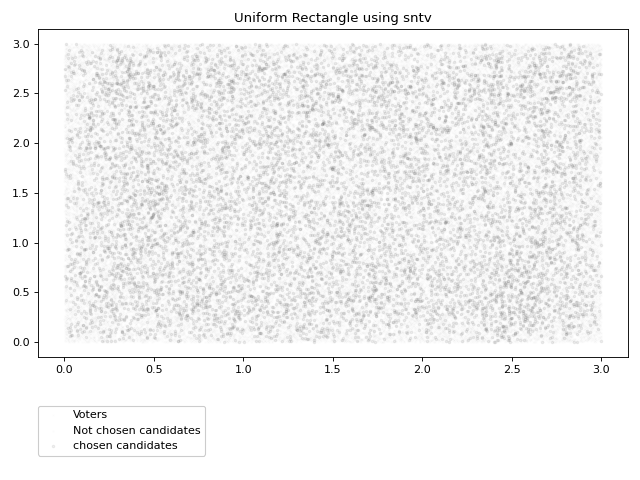 Uniform Rectangle using sntv
3.0
2.5
2.0
1.5
1.0
0.5
0.0
0.0 0.5 1.0 1.5 2.0 2.5 3.0
Voters
Not chosen candidates
chosen candidates